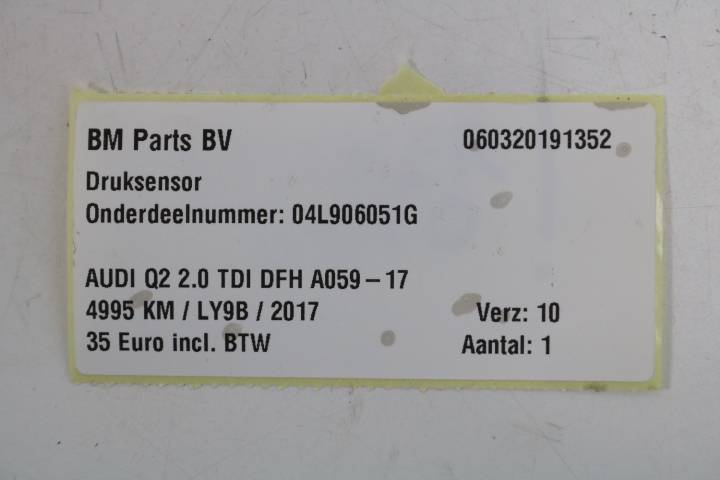 BM Parts BV 060320191352
Druksensor
Onderdeelnummer: 04L906051G
AUDI Q2 2.0 TDI DFH A059-17
4995 KM / LY9B / 2017 Verz: 10
35 Euro incl. BTW Aantal: 1